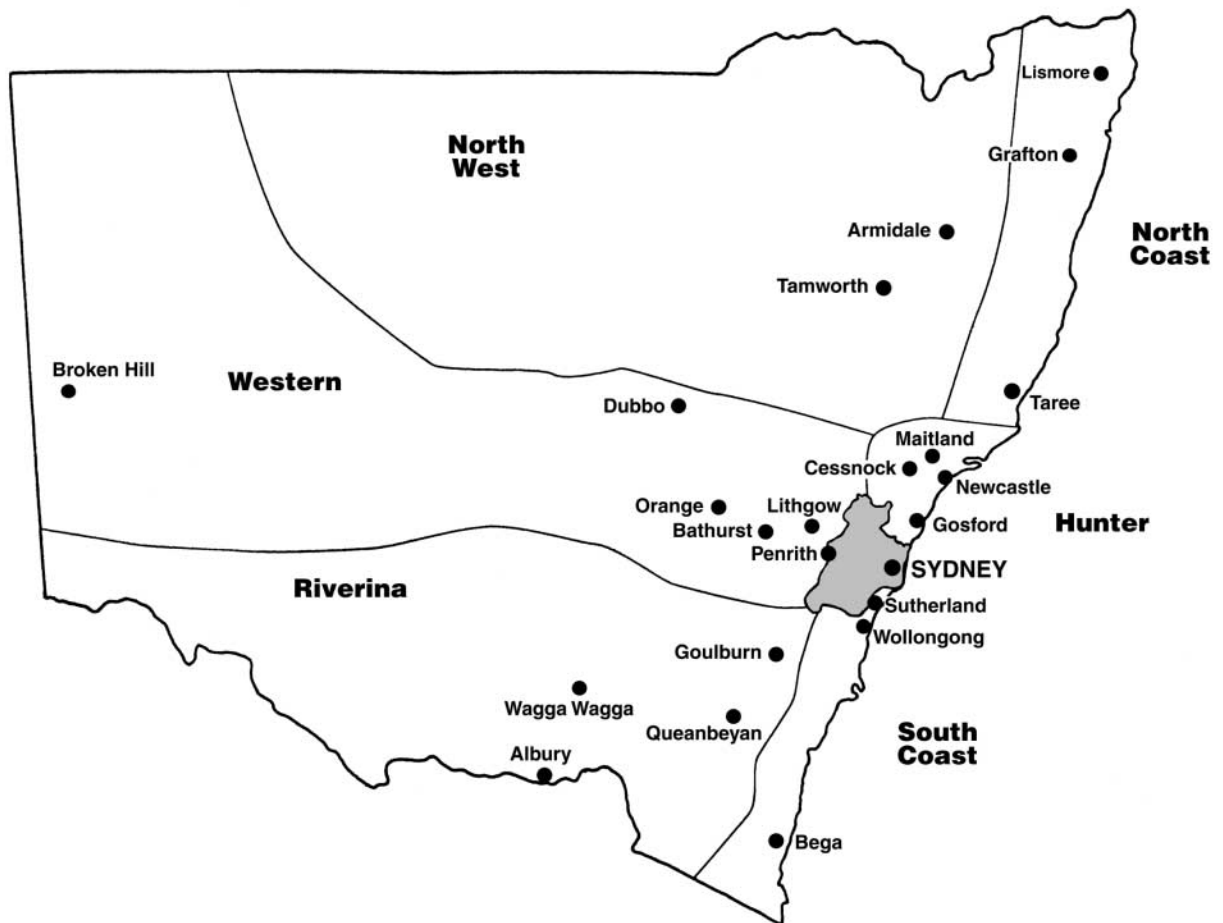 Lismore
North
West
Grafton
Armidale
North
Coast
Tamworth
Broken Hill
Western
Dubbo
Taree
Maitland
Cessnock
Newcastle
Orange
Lithgow
Gosford
Hunter
Bathurst
Penrith
SYDNEY
Riverina
Sutherland
Wollongong
Goulburn
Wagga Wagga
Queanbeyan
South
Coast
Albury
Bega